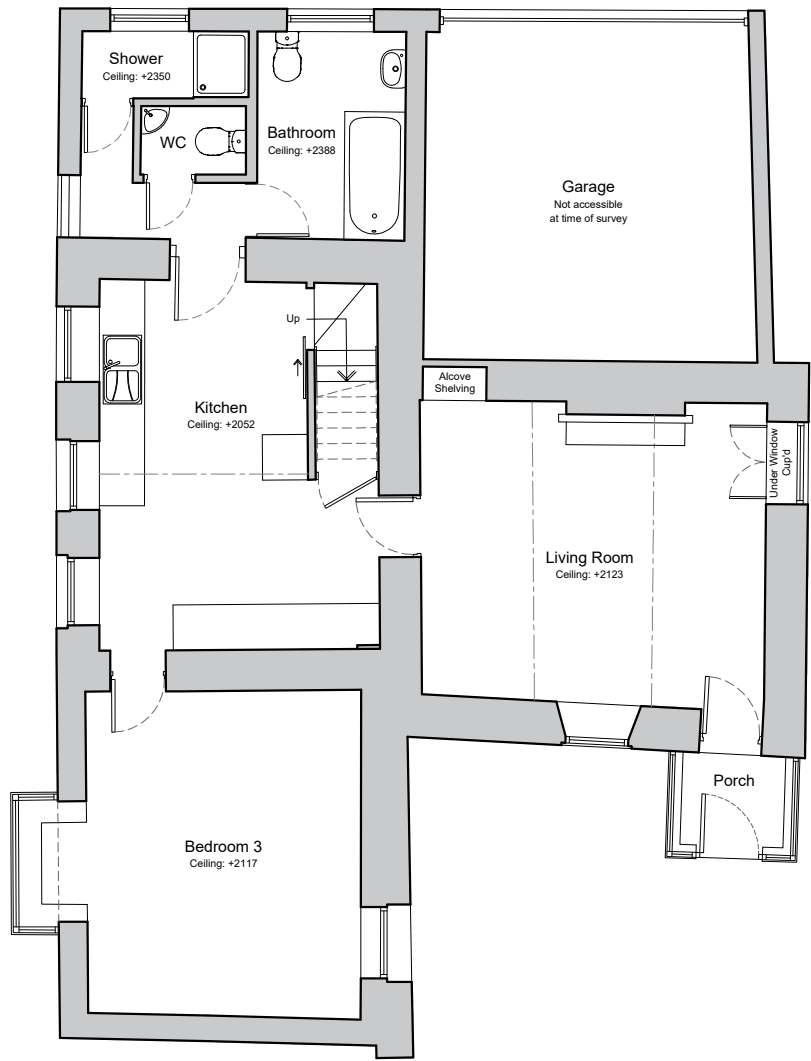 Shower
Ceiling: +2350
WC
Bathroom
Ceiling: +2388
Garage
Not accessible
at time of survey
Up
Alcove
Shelving
Kitchen
Ceiling: +2052
Under Window
Cup'd
Living Room
Ceiling: +2123
Porch
Bedroom 3
Ceiling: +2117